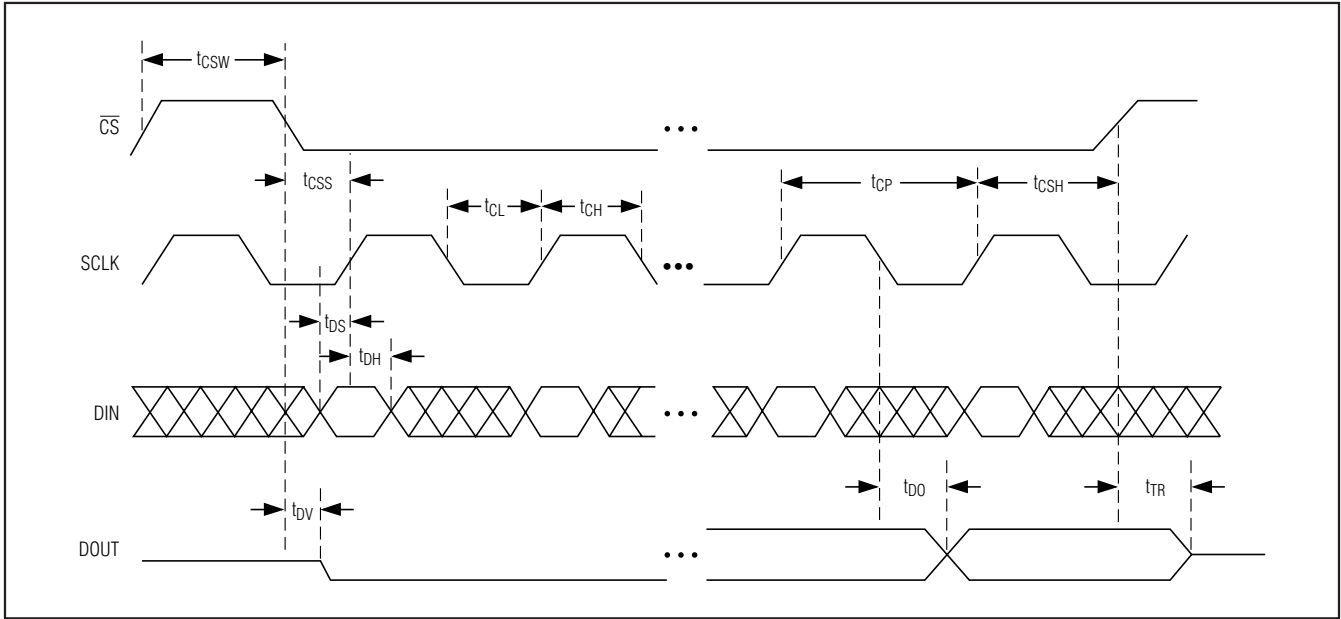 tCSW
CS
tCSS
tCP
tCSH
tCL
tCH
SCLK
tDS
tDH
DIN
tDO
tTR
tDV
DOUT